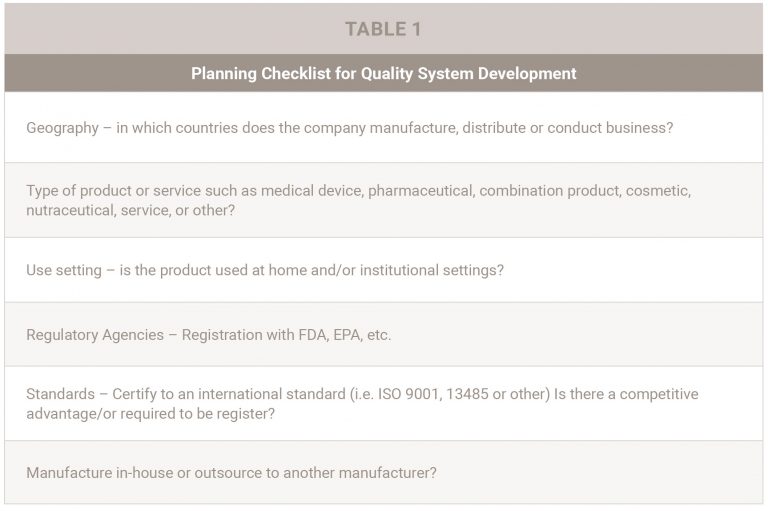 TABLE 1
Planning Checklist for Quality System Development
Geography – in which countries does the company manufacture, distribute or conduct business?
Type of product or service such as medical device, pharmaceutical, combination product, cosmetic,
nutraceutical, service, or other?
Use setting – is the product used at home and/or institutional settings?
Regulatory Agencies – Registration with FDA, EPA, etc.
Standards – Certify to an international standard (i.e. ISO 9001, 13485 or other) Is there a competitive
advantage/or required to be register?
Manufacture in-house or outsource to another manufacturer?